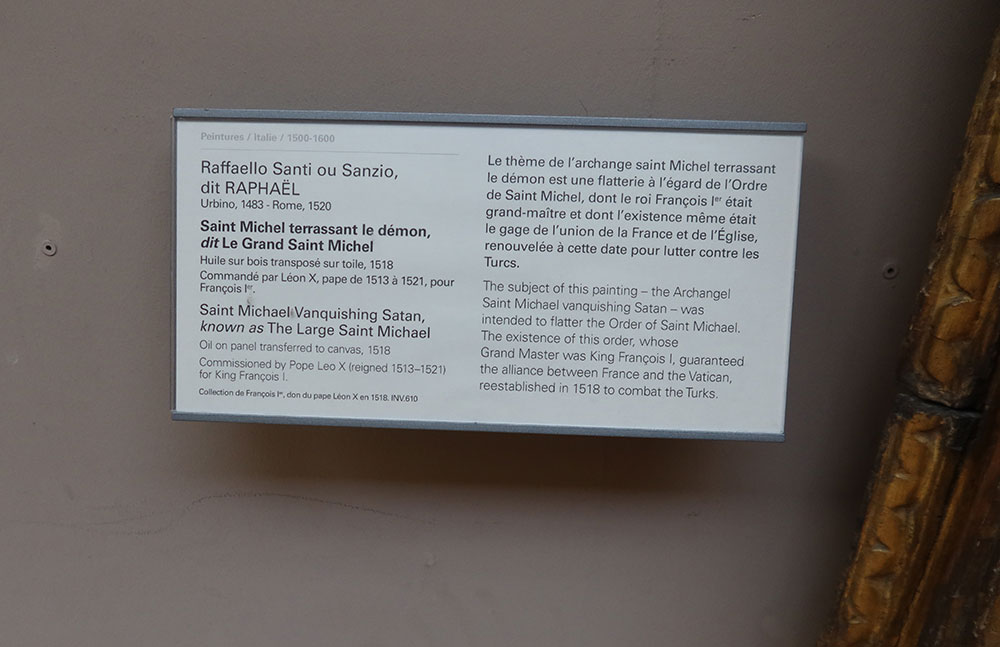 Peintures / Italie / 1500-1600
Raffaello Santi ou Sanzio,
dit RAPHAËL
Urbino, 1483 - Rome, 1520
Saint Michel terrassant le démon,
dit Le Grand Saint Michel
Huile sur bois transposé sur toile, 1518
Commandé par Léon X, pape de 1513 à 1521, pour
François Ier.
Saint Michael Vanquishing Satan,
known as The Large Saint Michael
Oil on panel transferred to canvas, 1518
Commissioned by Pope Leo X (reigned 1513–1521)
for King François I.
Collection de François Ier, don du pape Léon X en 1518. INV.610
Le thème de l'archange saint Michel terrassant
le démon est une flatterie à l'égard de l'Ordre
de Saint Michel, dont le roi François Ier était
grand-maître et dont l'existence même était
le gage de l'union de la France et de l'Église,
renouvelée à cette date pour lutter contre les
Turcs.
The subject of this painting – the Archangel
Saint Michael vanquishing Satan – was
intended to flatter the Order of Saint Michael.
The existence of this order, whose
Grand Master was King François I, guaranteed
the alliance between France and the Vatican,
reestablished in 1518 to combat the Turks.